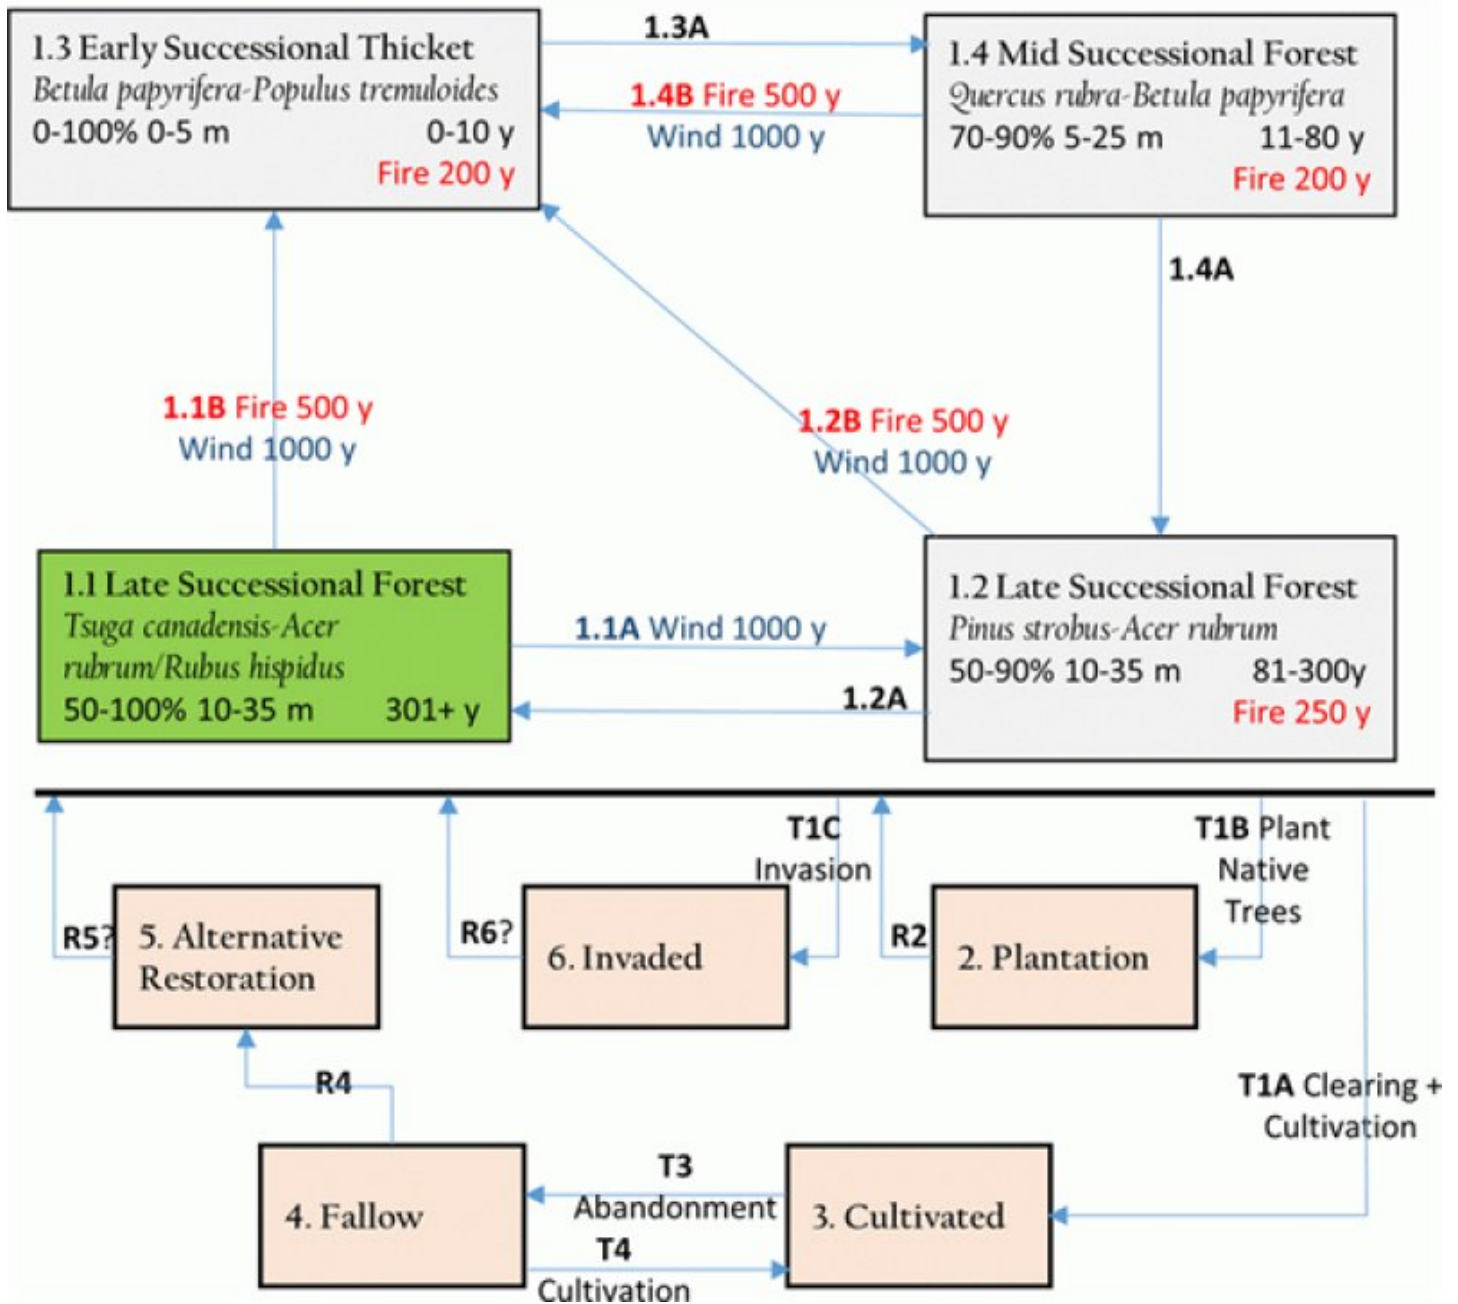 1.3 Early Successional Thicket
Betula papyrifera-Populus tremuloides
0-100% 0-5 m 0-10 y
Fire 200 y
1.3A
1.4B Fire 500 y
Wind 1000 y
1.4 Mid Successional Forest
Quercus rubra-Betula papyrifera
70-90% 5-25 m 11-80 y
Fire 200 y
1.4A
1.1B Fire 500 y
Wind 1000 y
1.2B Fire 500 y
Wind 1000 y
1.1 Late Successional Forest
Tsuga canadensis-Acer
rubrum/Rubus hispidus
50-100% 10-35 m 301+ y
1.1A Wind 1000 y
1.2A
1.2 Late Successional Forest
Pinus strobus-Acer rubrum
50-90% 10-35 m 81-300y
Fire 250 y
T1C
Invasion
T1B Plant
Native
Trees
R5?
5. Alternative
Restoration
R6?
6. Invaded
R2
2. Plantation
R4
T1A Clearing +
Cultivation
4. Fallow
T3
Abandonment
T4
Cultivation
3. Cultivated